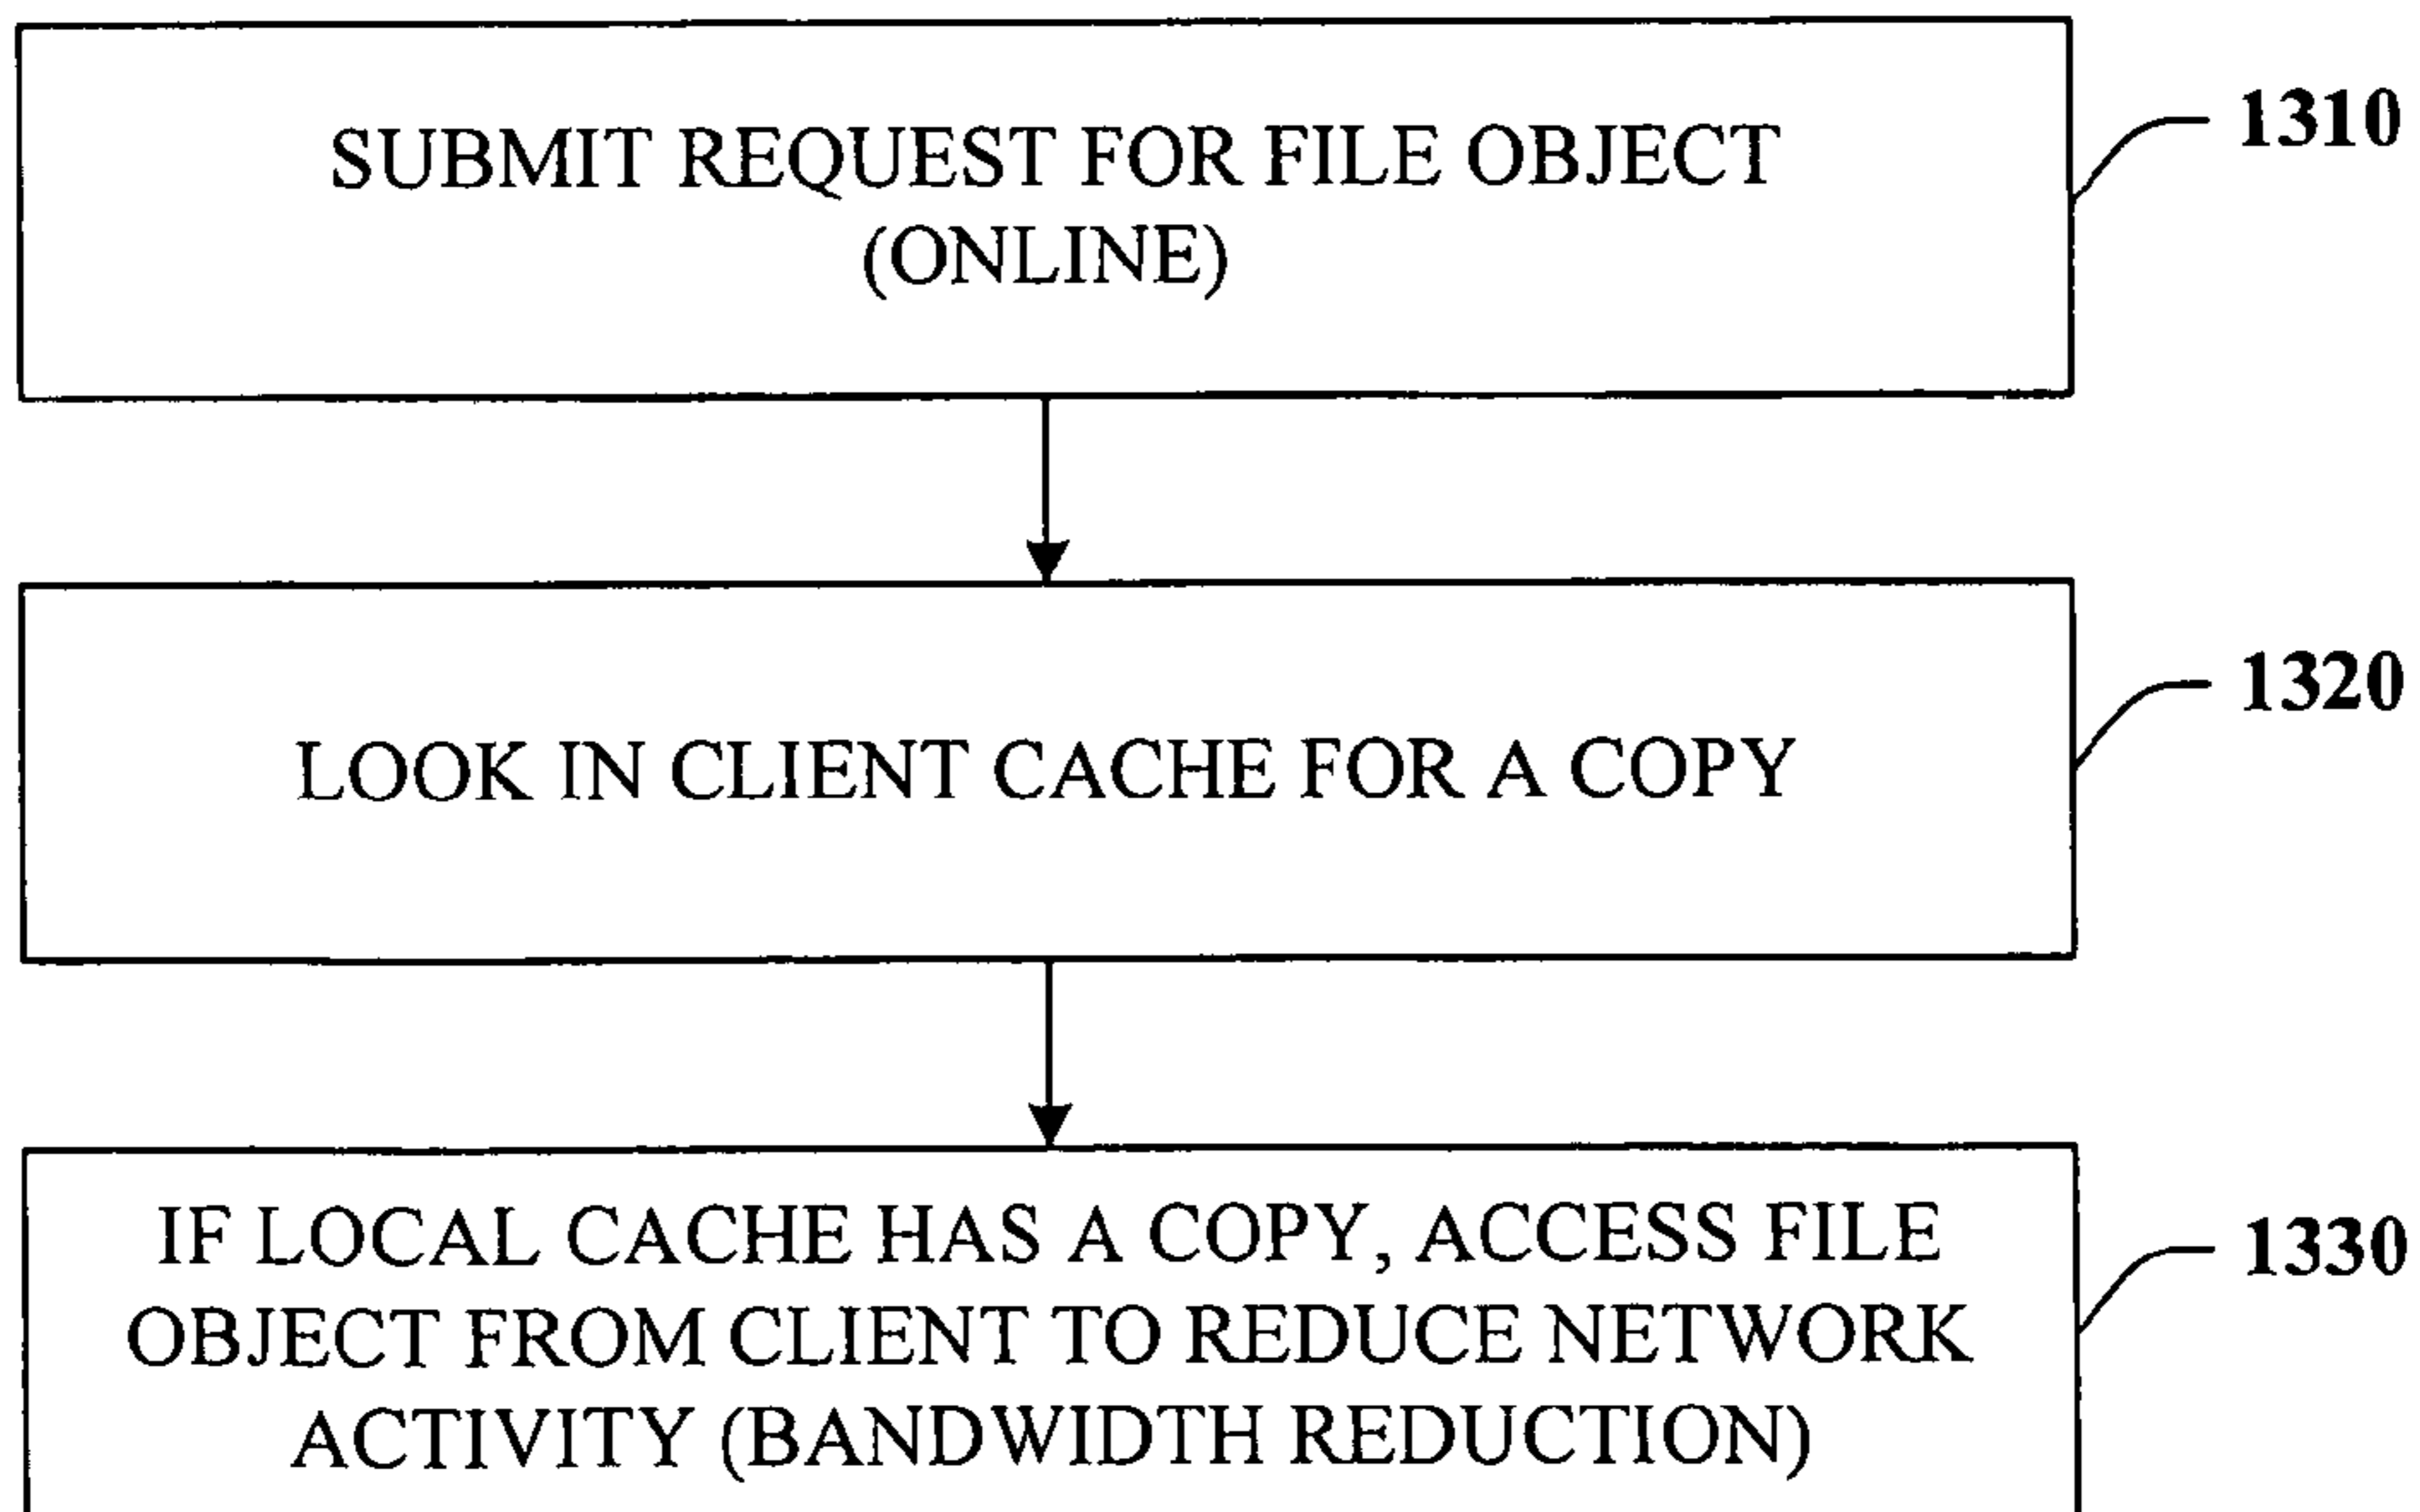 SUBMIT REQUEST FOR FILE OBJECT
(ONLINE)
1310
LOOK IN CLIENT CACHE FOR A COPY
1320
IF LOCAL CACHE HAS A COPY, ACCESS FILE
OBJECT FROM CLIENT TO REDUCE NETWORK
ACTIVITY (BANDWIDTH REDUCTION)
1330